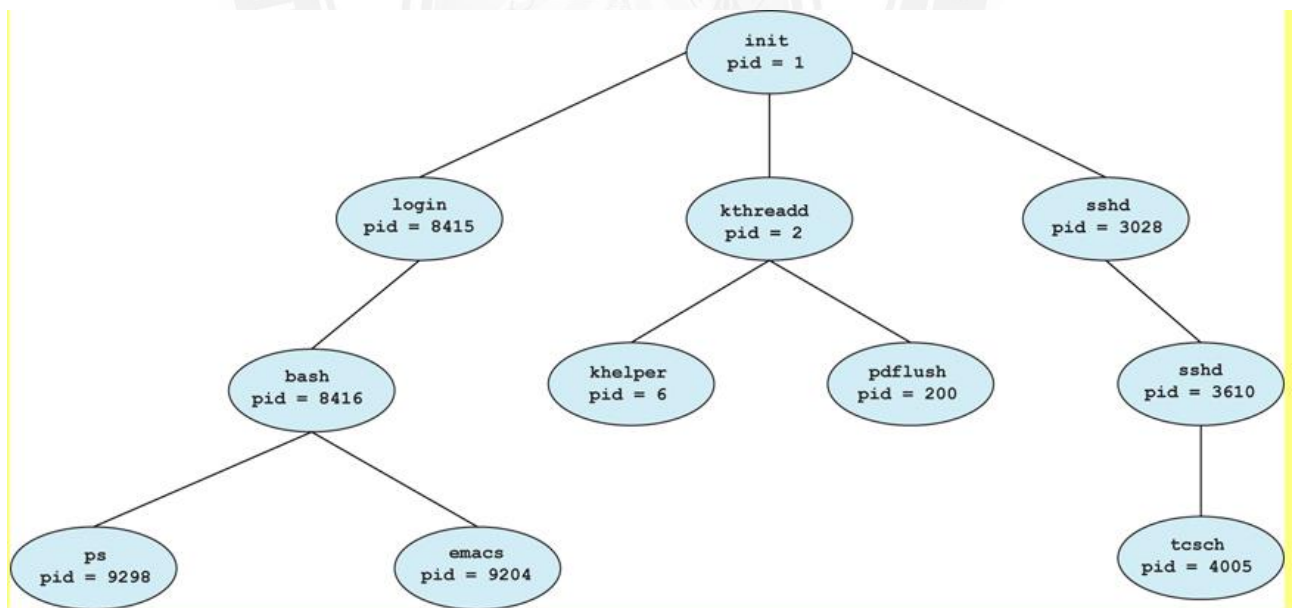 init
pid = 1
login
pid = 8415
kthreadd
pid = 2
sshd
pid = 3028
bash
pid = 8416
khelper
pid = 6
pdflush
pid = 200
sshd
pid = 3610
ps
pid = 9298
emacs
pid = 9204
tcsch
pid = 4005